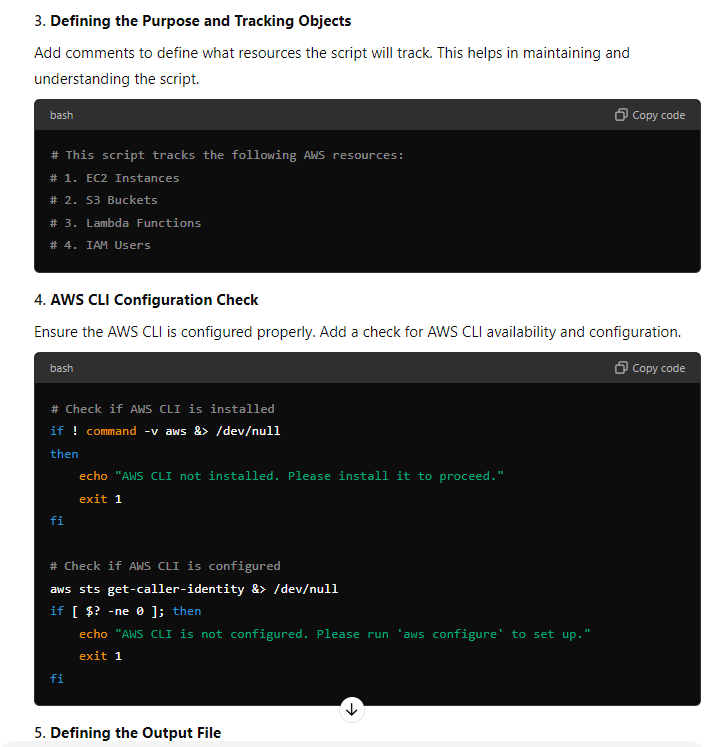 3. Defining the Purpose and Tracking Objects
Add comments to define what resources the script will track. This helps in maintaining and
understanding the script.
bash
Copy code
# This script tracks the following AWS resources:
# 1. EC2 Instances
# 2. S3 Buckets
# 3. Lambda Functions
# 4. IAM Users
4. AWS CLI Configuration Check
Ensure the AWS CLI is configured properly. Add a check for AWS CLI availability and configuration.
bash
Copy code
# Check if AWS CLI is installed
if ! command -v aws &> /dev/null
then
    echo "AWS CLI not installed. Please install it to proceed."
    exit 1
fi
# Check if AWS CLI is configured
aws sts get-caller-identity &> /dev/null
if [ $? -ne 0 ]; then
    echo "AWS CLI is not configured. Please run 'aws configure' to set up."
    exit 1
fi
5. Defining the Output File